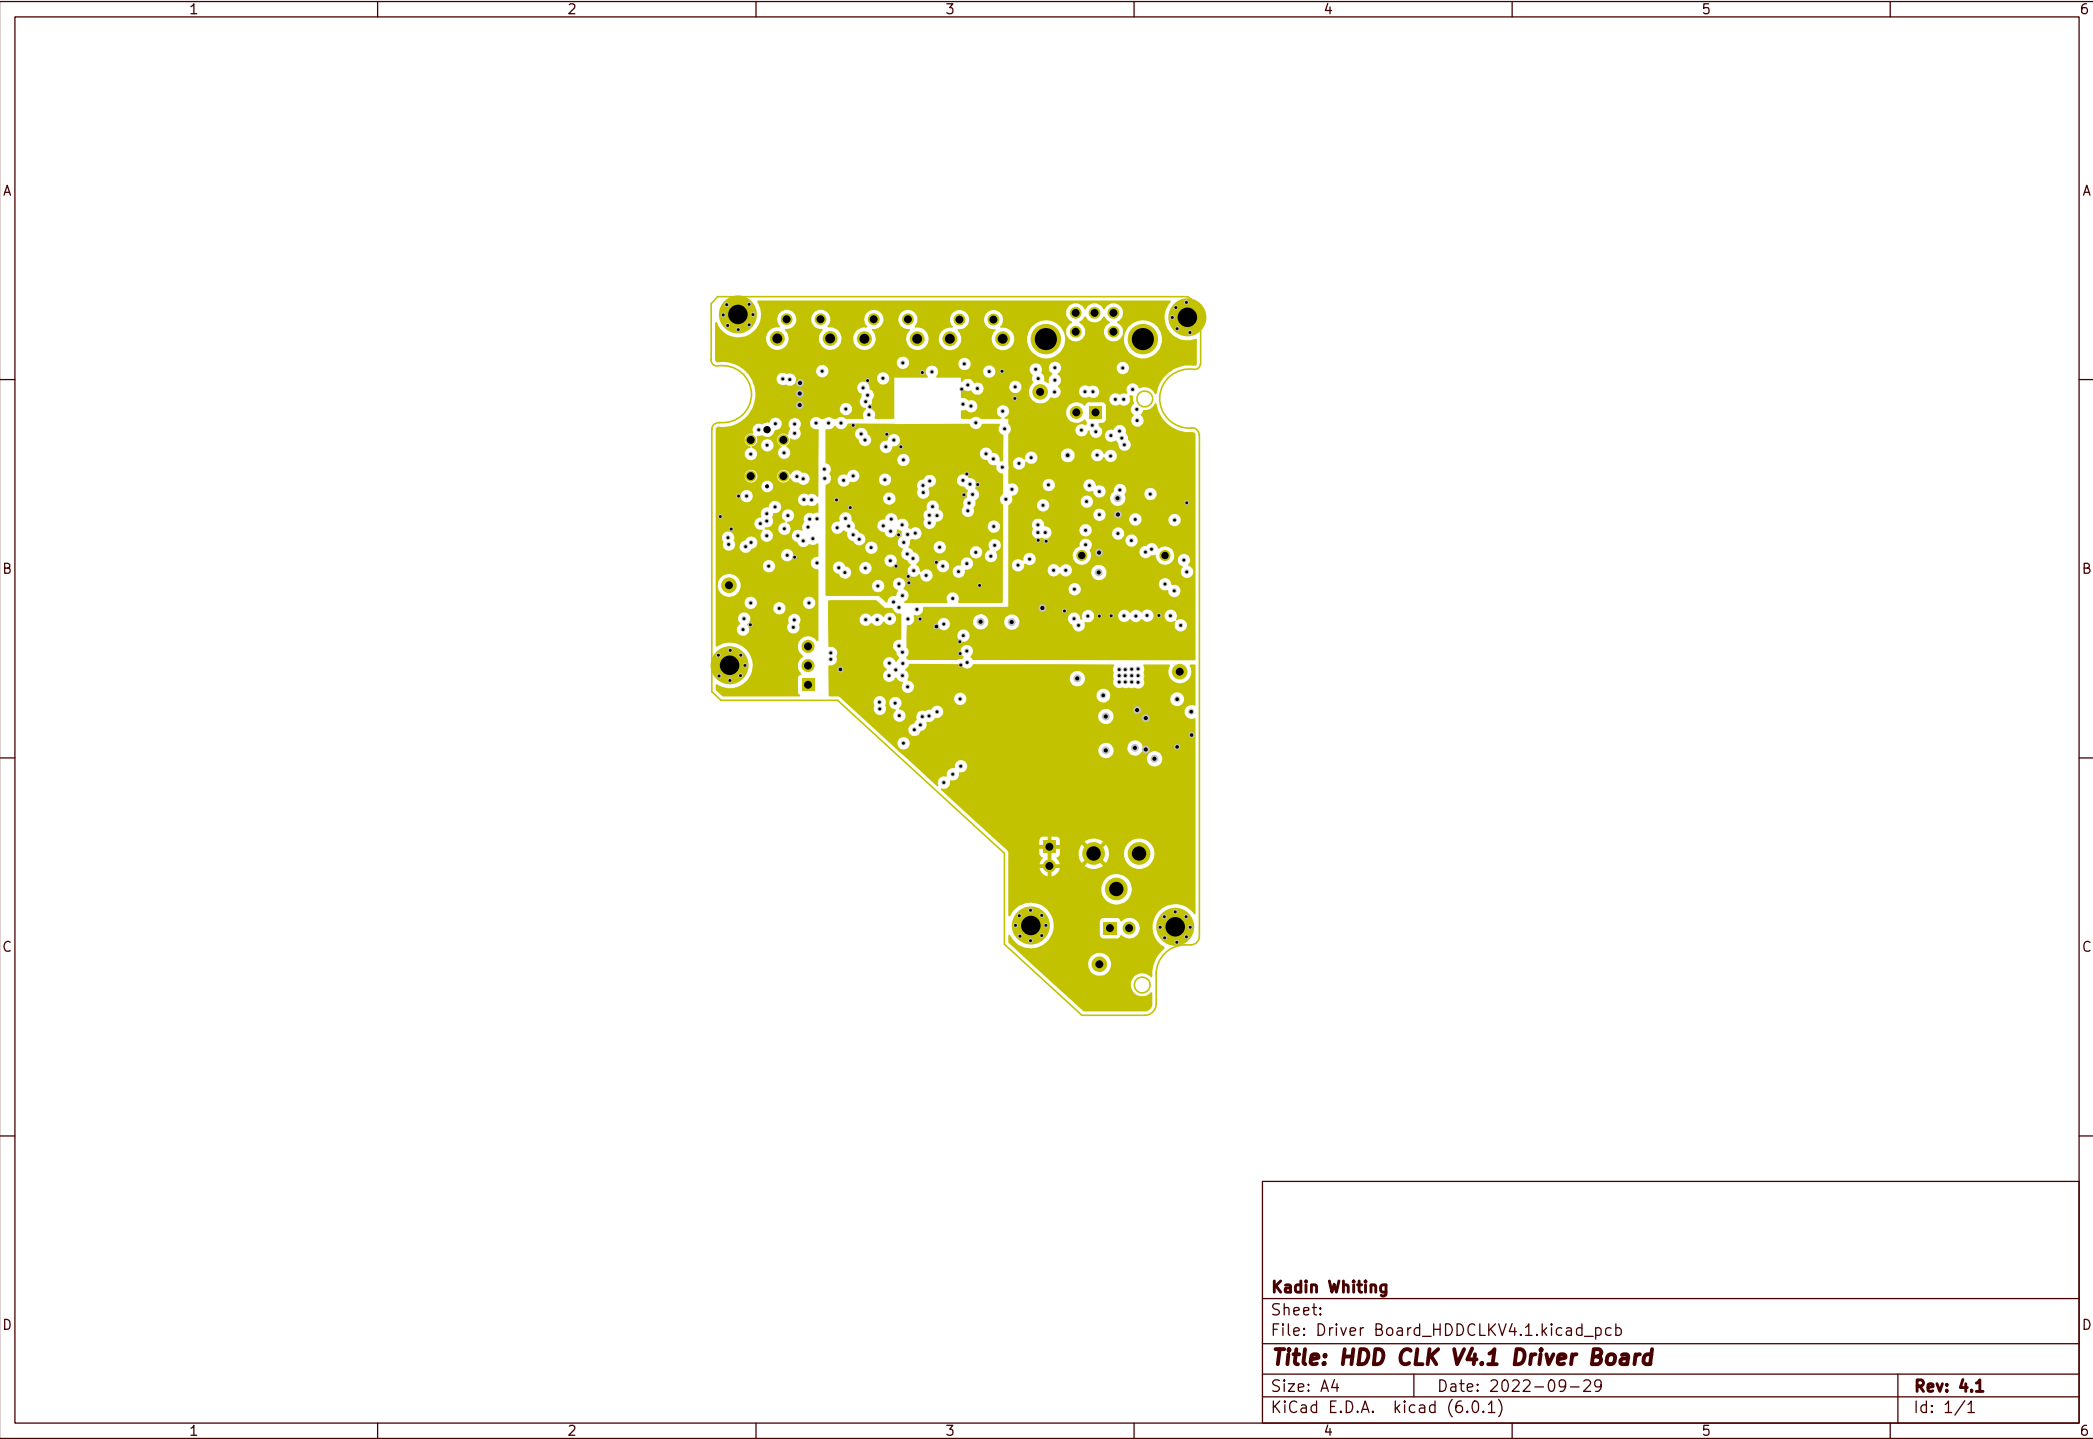 1 2 3 4 5 6
A A
B B
C C
D D
Kadin Whiting
Sheet:
File: Driver Board_HDDCLKV4.1.kicad_pcb
Title: HDD CLK V4.1 Driver Board
Size: A4 Date: 2022-09-29 Rev: 4.1
KiCad E.D.A. kicad (6.0.1) Id: 1/1
1 2 3 4 5 6